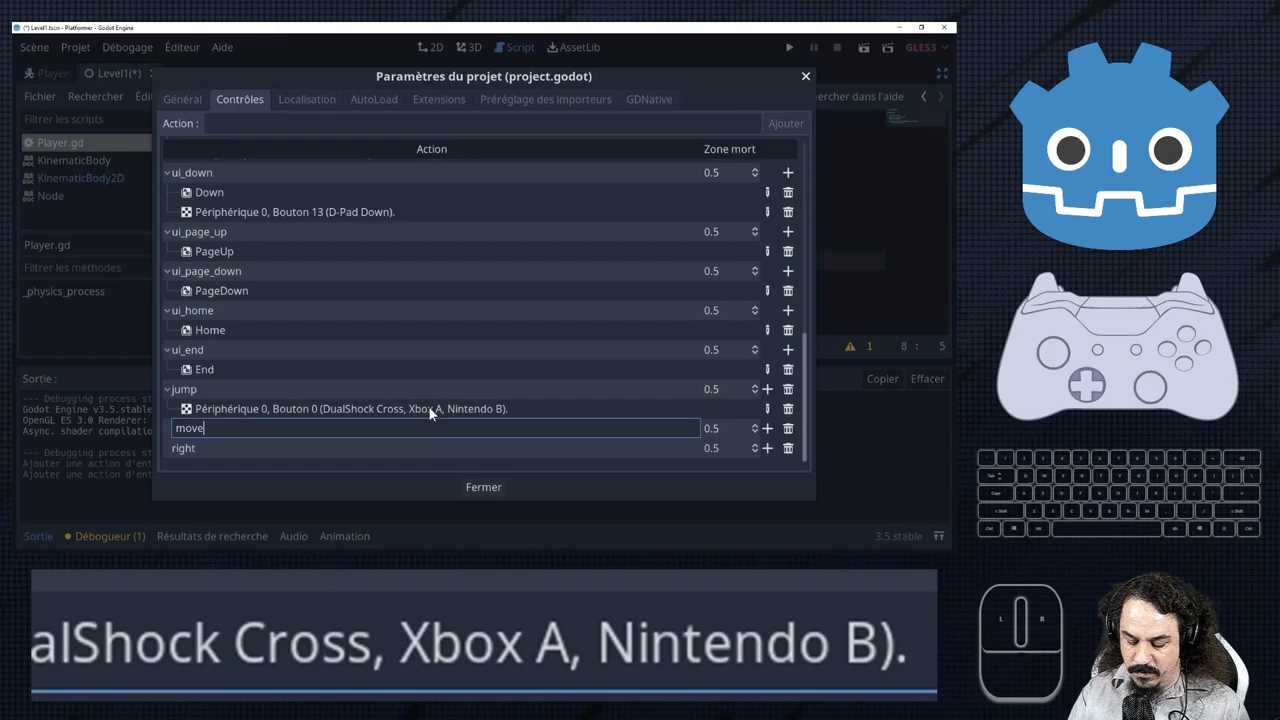 (*) Level1.tscn - Platformer - Godot Engine
Scène Projet Débogage Éditeur Aide
2D 3D Script AssetLib
GLES3
Player Level1(*)
Paramètres du projet (project.godot)
Fichier Rechercher Édi
Général Contrôles Localisation AutoLoad Extensions Préréglage des importeurs GDNative
ercher dans l'aide
Filtrer les scripts
Action : Ajouter
Player.gd
KinematicBody
KinematicBody2D
Node
Action Zone mort
ui_down 0.5
Down
Périphérique 0, Bouton 13 (D-Pad Down).
ui_page_up 0.5
PageUp
ui_page_down 0.5
PageDown
ui_home 0.5
Home
ui_end 0.5
End
jump 0.5
Périphérique 0, Bouton 0 (DualShock Cross, Xbox A, Nintendo B).
move 0.5
right 0.5
Fermer
Player.gd
Filtrer les méthodes
_physics_process
1 8 : 5
Sortie : Copier Effacer
--- Debugging process st
Godot Engine v3.5.stable
OpenGL ES 3.0 Renderer:
Async. shader compilatio
--- Debugging process st
Ajouter une action d'ent
Ajouter une action d'ent
Sortie Débogueur (1) Résultats de recherche Audio Animation 3.5.stable
alShock Cross, Xbox A, Nintendo B).
L R